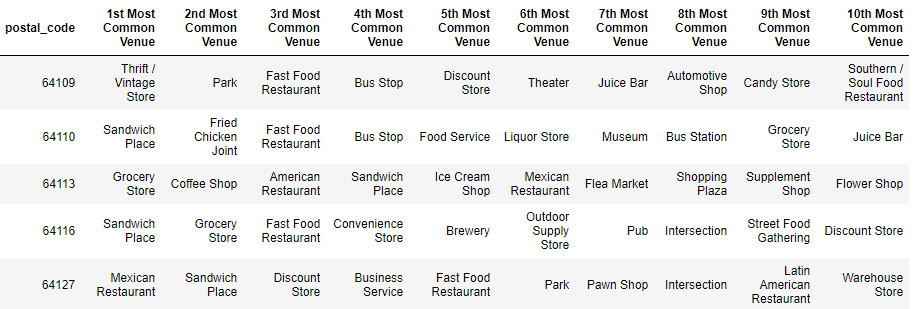 postal_code 1st Most Common Venue 2nd Most Common Venue 3rd Most Common Venue 4th Most Common Venue 5th Most Common Venue 6th Most Common Venue 7th Most Common Venue 8th Most Common Venue 9th Most Common Venue 10th Most Common Venue
64109 Thrift / Vintage Store Park Fast Food Restaurant Bus Stop Discount Store Theater Juice Bar Automotive Shop Candy Store Southern / Soul Food Restaurant
64110 Sandwich Place Fried Chicken Joint Fast Food Restaurant Bus Stop Food Service Liquor Store Museum Bus Station Grocery Store Juice Bar
64113 Grocery Store Coffee Shop American Restaurant Sandwich Place Ice Cream Shop Mexican Restaurant Flea Market Shopping Plaza Supplement Shop Flower Shop
64116 Sandwich Place Grocery Store Fast Food Restaurant Convenience Store Brewery Outdoor Supply Store Pub Intersection Street Food Gathering Discount Store
64127 Mexican Restaurant Sandwich Place Discount Store Business Service Fast Food Restaurant Park Pawn Shop Intersection Latin American Restaurant Warehouse Store